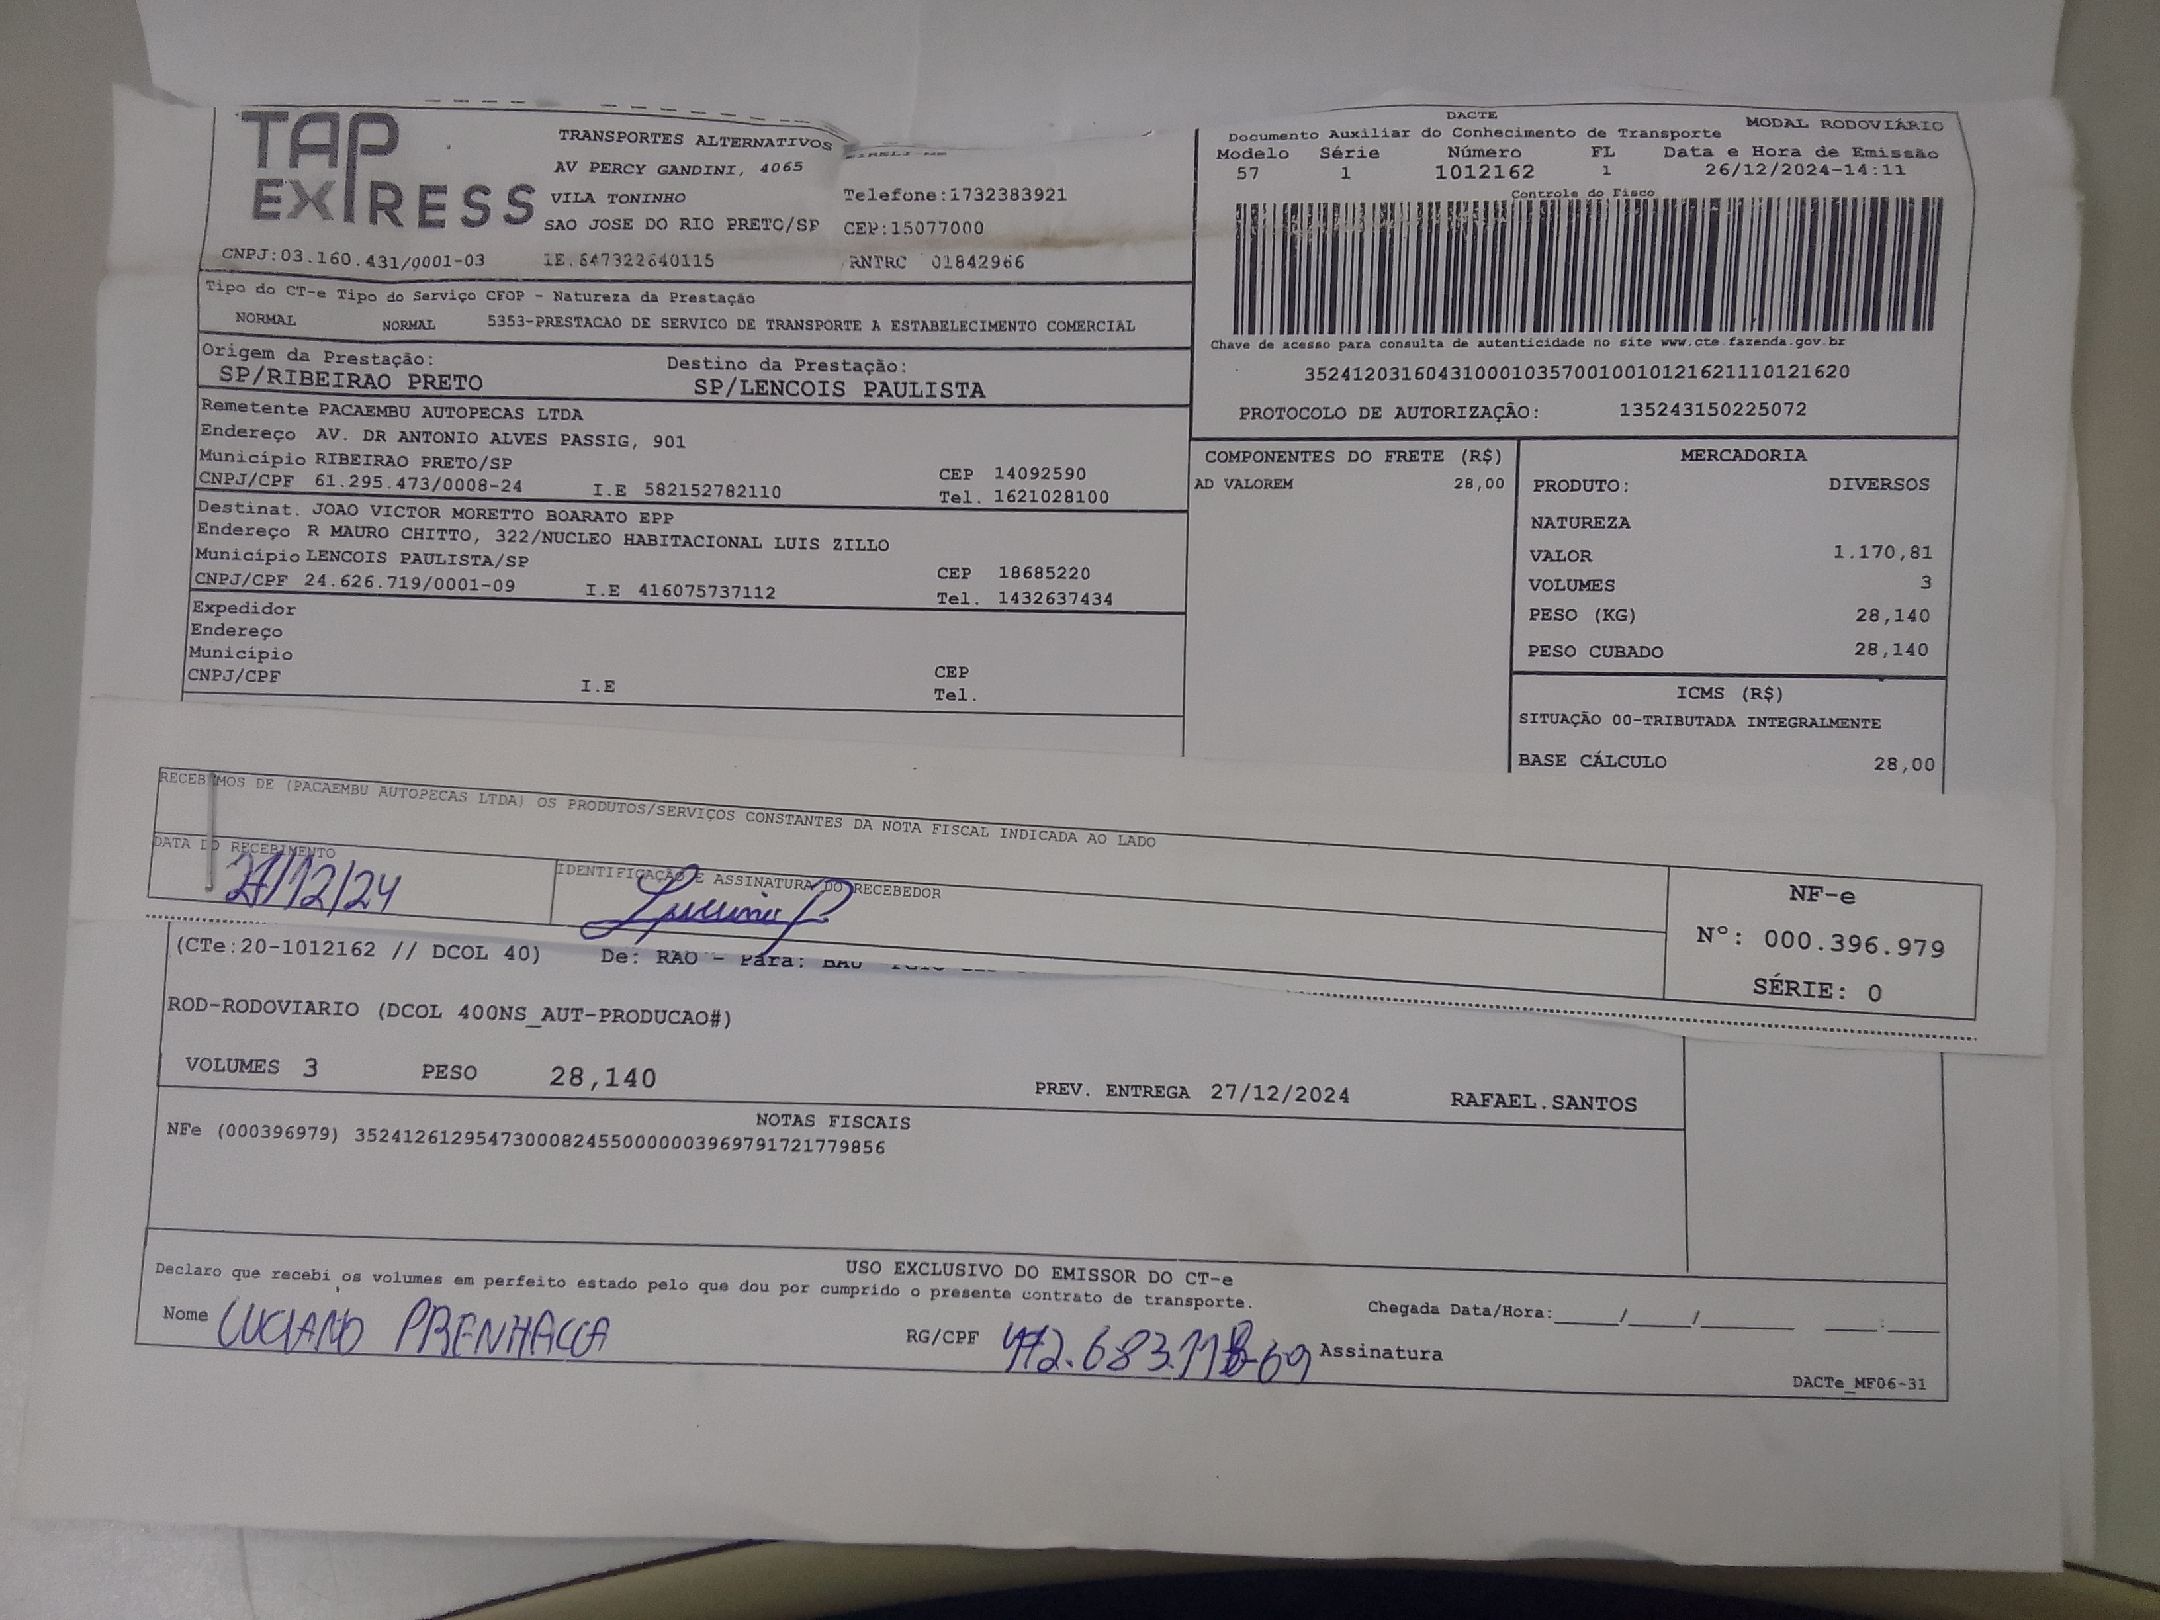 TAP
EXPRESS
TRANSPORTES ALTERNATIVOS
AV PERCY GANDINI, 4065
VILA TONINHO
Telefone:1732383921
SAO JOSE DO RIO PRETO/SP CEP:15077000
CNPJ:03.160.431/0001-03 IE.647322640115 RNTRC 01842966
DACTE
Documento Auxiliar do Conhecimento de Transporte MODAL RODOVIÁRIO
Modelo Série Número FL Data e Hora de Emissão
57 1 1012162 1 26/12/2024-14:11
Controle do Fisco
Chave de acesso para consulta de autenticidade no site www.cte.fazenda.gov.br
35241203160431000103570010010121621110121620
PROTOCOLO DE AUTORIZAÇÃO: 135243150225072
Tipo do CT-e Tipo do Serviço CFOP - Natureza da Prestação
NORMAL NORMAL 5353-PRESTACAO DE SERVICO DE TRANSPORTE A ESTABELECIMENTO COMERCIAL
Origem da Prestação: Destino da Prestação:
SP/RIBEIRAO PRETO SP/LENCOIS PAULISTA
Remetente PACAEMBU AUTOPECAS LTDA
Endereço AV. DR ANTONIO ALVES PASSIG, 901
Município RIBEIRAO PRETO/SP CEP 14092590
CNPJ/CPF 61.295.473/0008-24 I.E 582152782110 Tel. 1621028100
Destinat. JOAO VICTOR MORETTO BOARATO EPP
Endereço R MAURO CHITTO, 322/NUCLEO HABITACIONAL LUIS ZILLO
Município LENCOIS PAULISTA/SP CEP 18685220
CNPJ/CPF 24.626.719/0001-09 I.E 416075737112 Tel. 1432637434
Expedidor
Endereço
Município CEP
CNPJ/CPF I.E Tel.
COMPONENTES DO FRETE (R$)
AD VALOREM 28,00
MERCADORIA
PRODUTO: DIVERSOS
NATUREZA
VALOR 1.170,81
VOLUMES 3
PESO (KG) 28,140
PESO CUBADO 28,140
ICMS (R$)
SITUAÇÃO 00-TRIBUTADA INTEGRALMENTE
BASE CÁLCULO 28,00
RECEBEMOS DE (PACAEMBU AUTOPECAS LTDA) OS PRODUTOS/SERVIÇOS CONSTANTES DA NOTA FISCAL INDICADA AO LADO
DATA DO RECEBIMENTO IDENTIFICAÇÃO E ASSINATURA DO RECEBEDOR
27/12/24
NF-e
N°: 000.396.979
SÉRIE: 0
(CTe:20-1012162 // DCOL 40) De: RAO - Para: BAU
ROD-RODOVIARIO (DCOL 400NS_AUT-PRODUCAO#)
VOLUMES 3 PESO 28,140 PREV. ENTREGA 27/12/2024 RAFAEL.SANTOS
NOTAS FISCAIS
NFe (000396979) 35241261295473000824550000003969791721779856
USO EXCLUSIVO DO EMISSOR DO CT-e
Declaro que recebi os volumes em perfeito estado pelo que dou por cumprido o presente contrato de transporte.
Chegada Data/Hora:_____/_____/_______ ____:____
Nome LUCIANO PRENHACCA RG/CPF Assinatura
DACTe_MF06-31